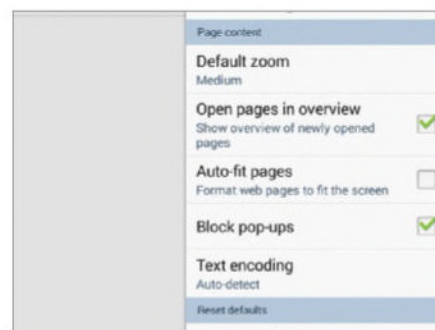 Page content
Default zoom
Medium
Open pages in overview
Show overview of newly opened
pages
Auto-fit pages
Format web pages to fit the screen
Block pop-ups
Text encoding
Auto-detect
Reset defaults